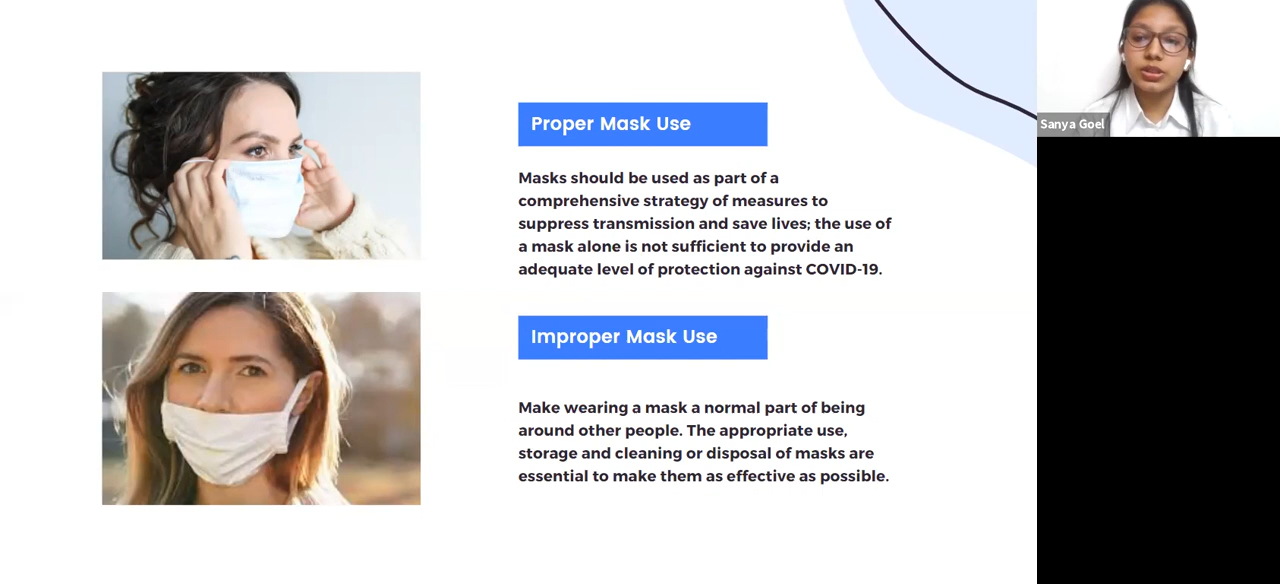 Proper Mask Use
Masks should be used as part of a
comprehensive strategy of measures to
suppress transmission and save lives; the use of
a mask alone is not sufficient to provide an
adequate level of protection against COVID-19.
Improper Mask Use
Make wearing a mask a normal part of being
around other people. The appropriate use,
storage and cleaning or disposal of masks are
essential to make them as effective as possible.
Sanya Goel